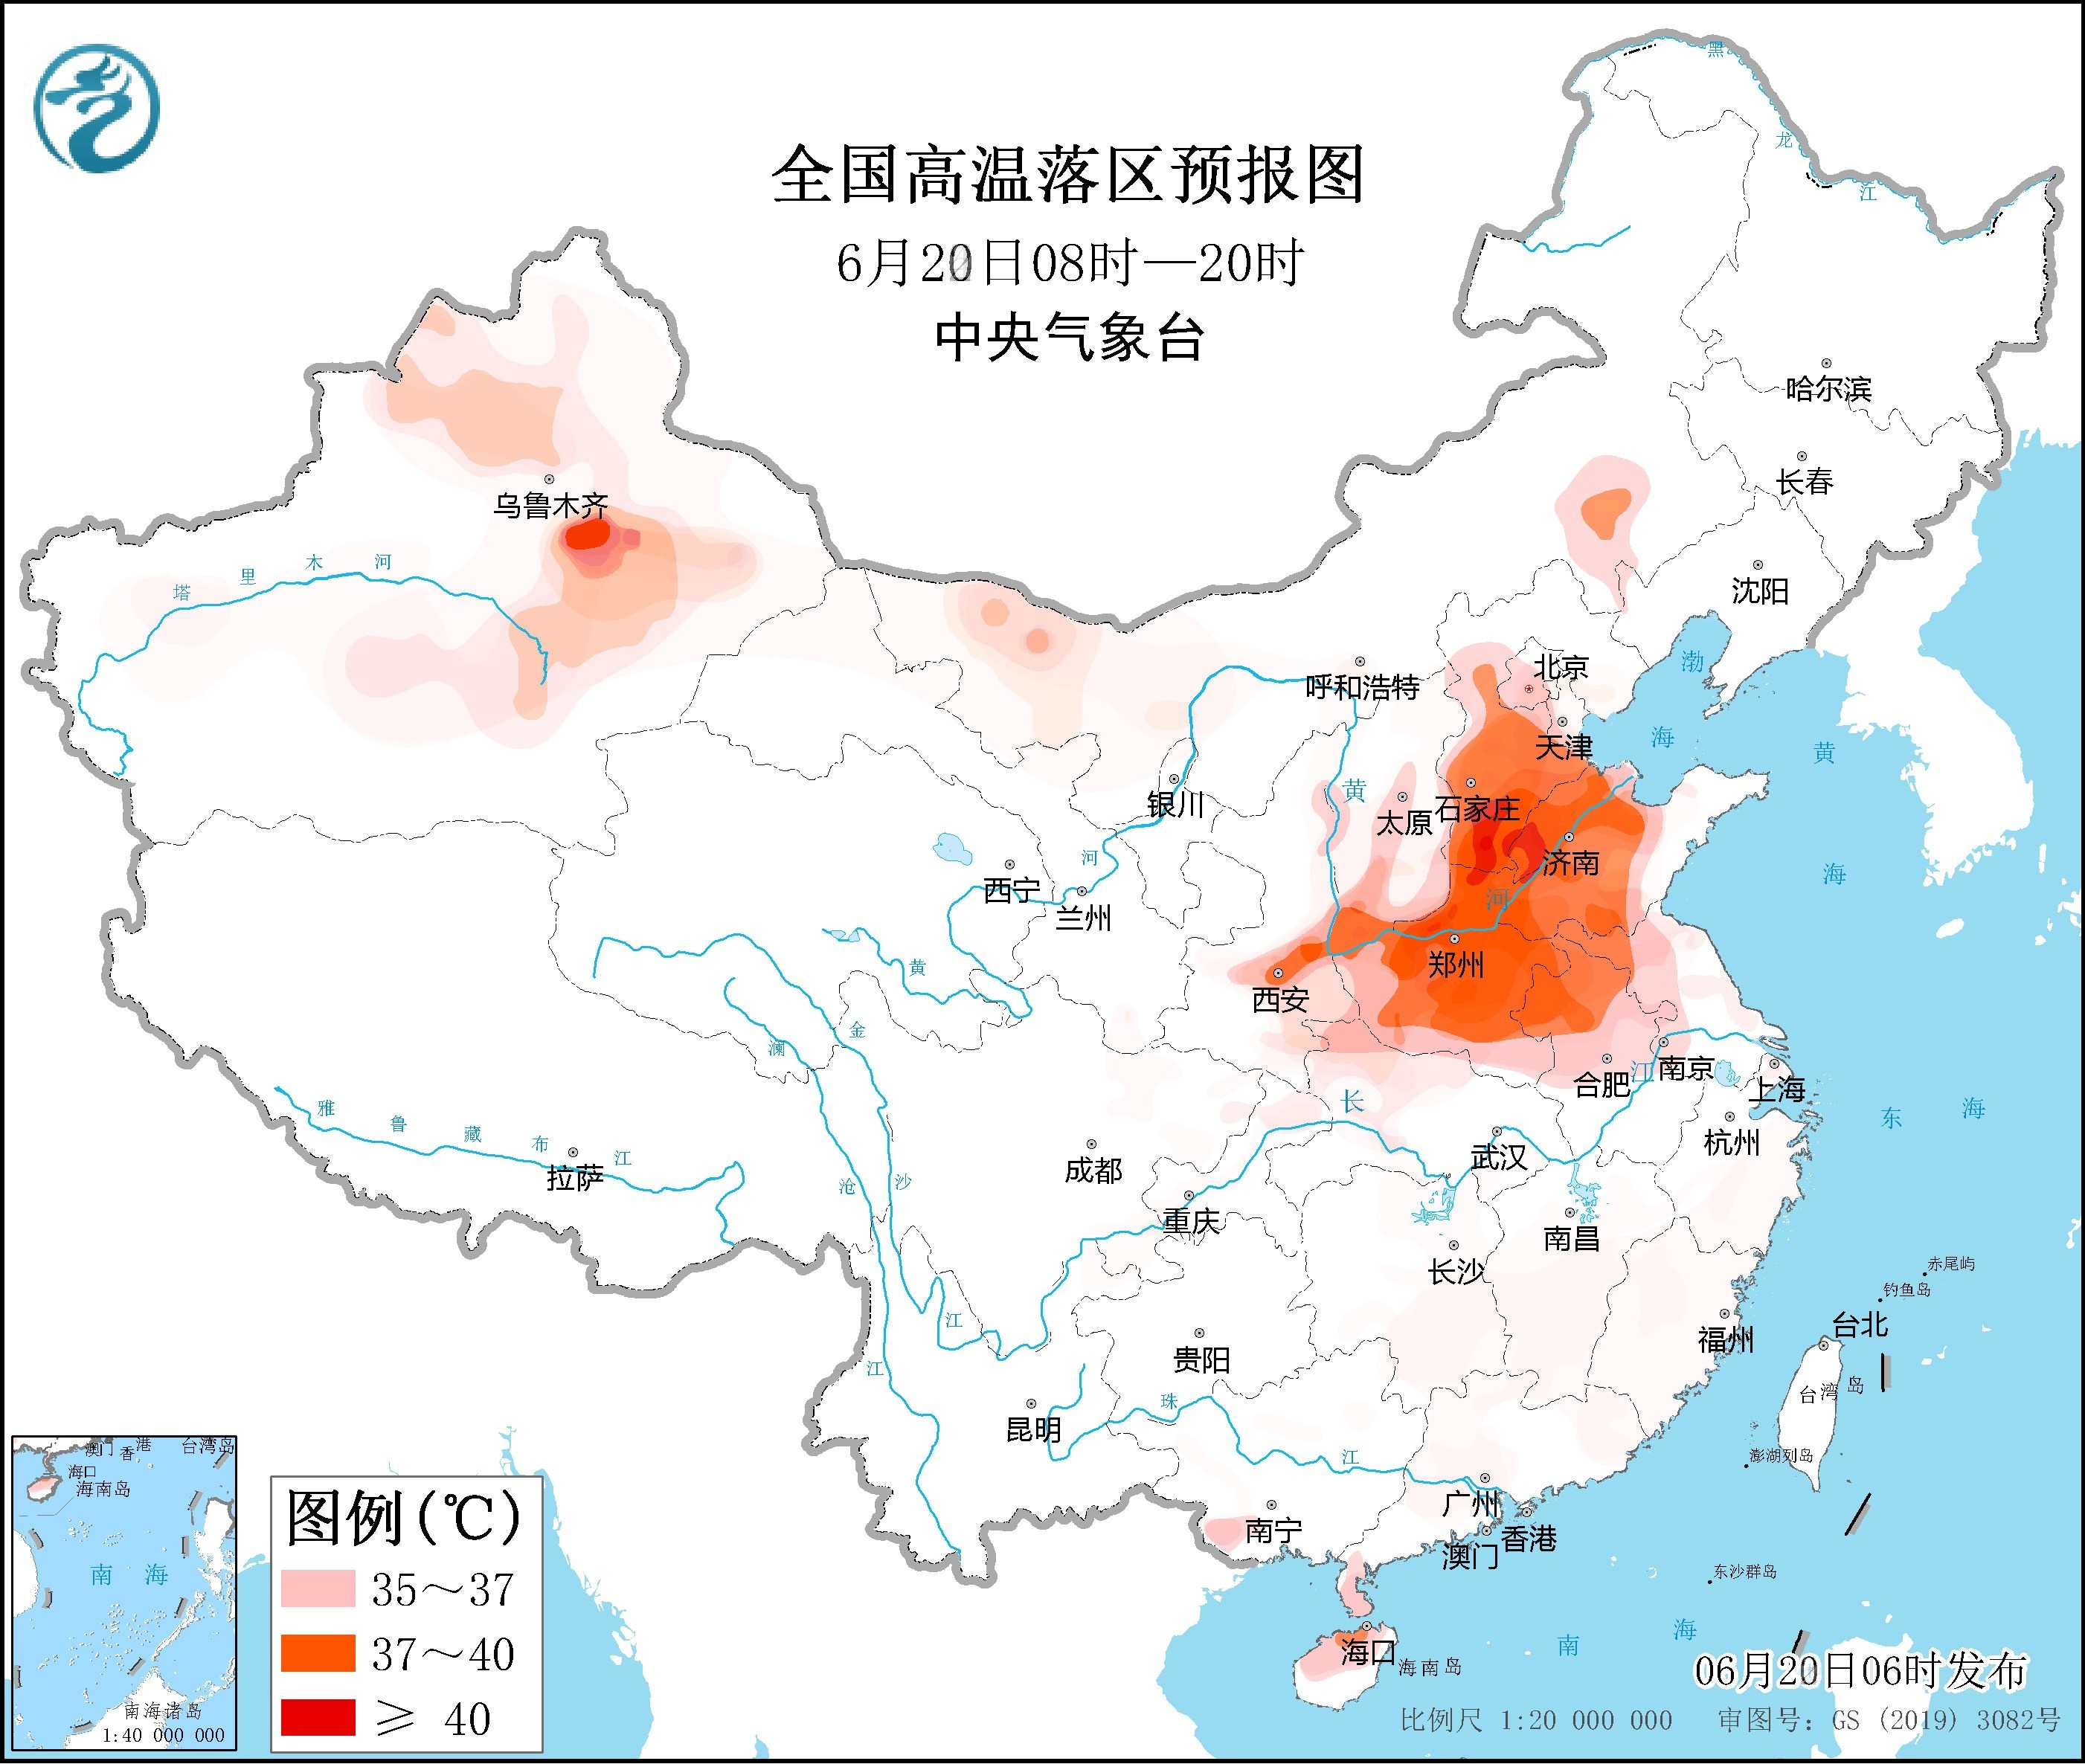 全国高温落区预报图
6月20日08时—20时
中央气象台
黑
龙
江
哈尔滨
长春
沈阳
乌鲁木齐
塔里木河
呼和浩特
北京
天津
渤
海
黄
海
银川
黄
太原
石家庄
济南
河
西宁
兰州
河
郑州
西安
黄
金
澜
合肥
江
南京
上海
长
东海
雅鲁藏布江
拉萨
成都
沧
沙
武汉
杭州
重庆
南昌
长沙
赤尾屿
钓鱼岛
江
福州
台北
贵阳
江
台湾岛
珠
昆明
江
澎湖列岛
广州
南宁
香港
澳门
东沙群岛
海口
海南岛
南海
澳门
香港
台湾岛
海口
海南岛
南海
南海诸岛
1:40 000 000
图例(℃)
35～37
37～40
≥ 40
06月20日06时发布
比例尺 1:20 000 000 审图号: GS (2019) 3082号